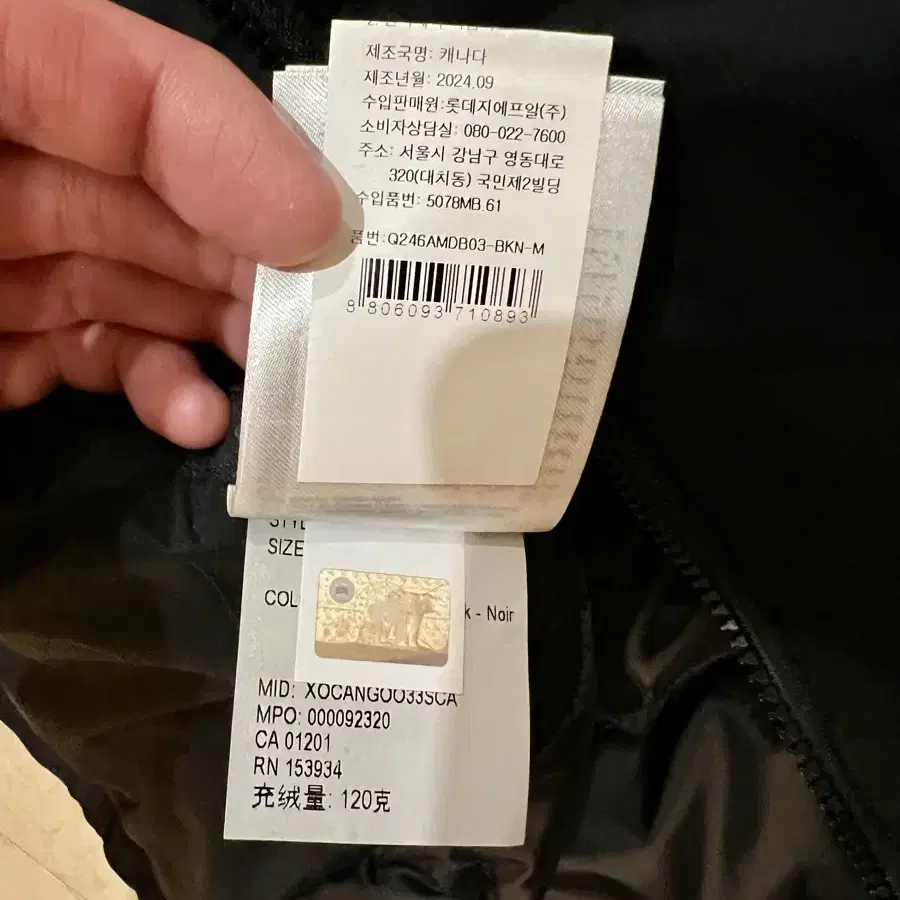 제조국명: 캐나다
제조년월: 2024.09
수입판매원:롯데지에프알(주)
소비자상담실: 080-022-7600
주소: 서울시 강남구 영동대로
320(대치동) 국민제2빌딩
수입품번: 5078MB.61
품번:Q246AMDB03-BKN-M
8 806093 710893
SIZE
COL
k - Noir
MID: XOCANGOO33SCA
MPO: 000092320
CA 01201
RN 153934
充绒量: 120克